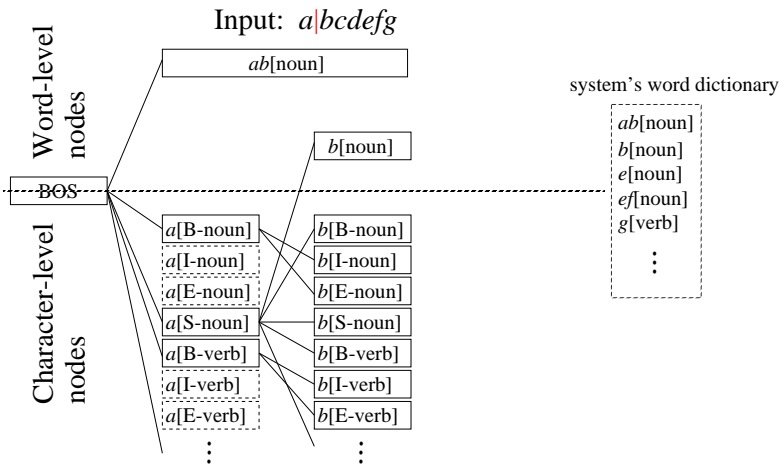 Input: a|bcdefg
Word-level
nodes
ab[noun]
b[noun]
BOS
Character-level
nodes
a[B-noun]
a[I-noun]
a[E-noun]
a[S-noun]
a[B-verb]
a[I-verb]
a[E-verb]
⋮
b[B-noun]
b[I-noun]
b[E-noun]
b[S-noun]
b[B-verb]
b[I-verb]
b[E-verb]
⋮
system's word dictionary
ab[noun]
b[noun]
e[noun]
ef[noun]
g[verb]
⋮